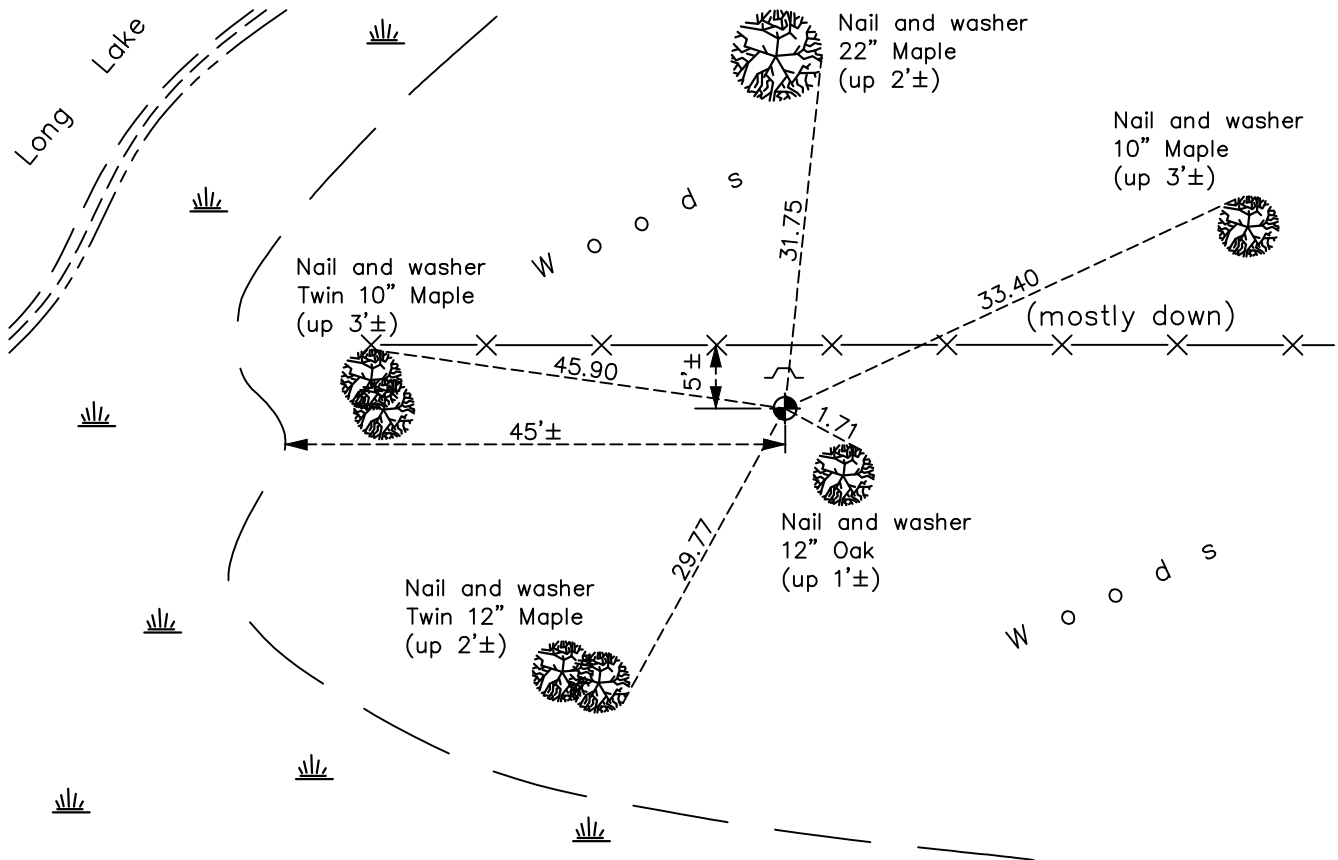 Long Lake
Nail and washer
22” Maple
(up 2’±)
Nail and washer
10” Maple
(up 3’±)
Woods
31.75
33.40
(mostly down)
Nail and washer
Twin 10” Maple
(up 3’±)
45.90
5’±
45’±
1.71
Nail and washer
12” Oak
(up 1’±)
29.77
Nail and washer
Twin 12” Maple
(up 2’±)
Woods